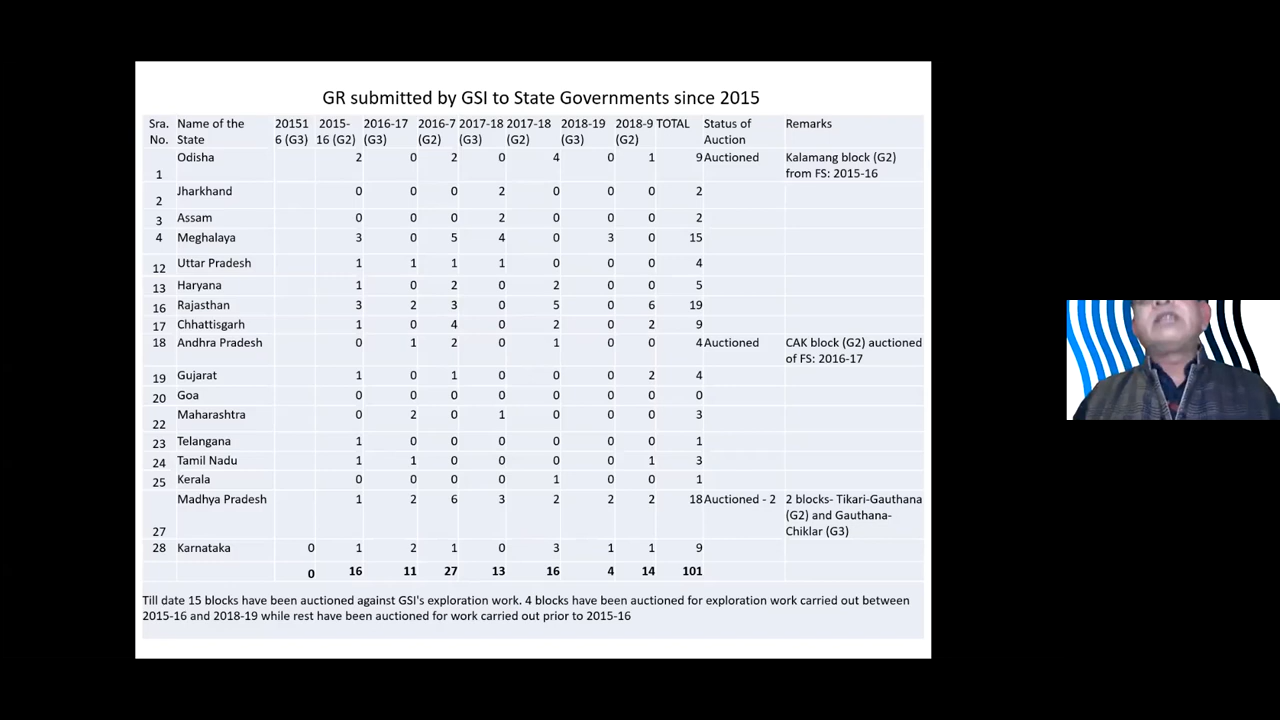 GR submitted by GSI to State Governments since 2015
Sra. Name of the 20151 2015- 2016-17 2016-7 2017-18 2017-18 2018-19 2018-9 TOTAL Status of Remarks
No. State 6 (G3) 16 (G2) (G3) (G2) (G3) (G2) (G3) (G2) Auction
Odisha 2 0 2 0 4 0 1 9 Auctioned Kalamang block (G2)
1 from FS: 2015-16
Jharkhand 0 0 0 2 0 0 0 2
2
3 Assam 0 0 0 2 0 0 0 2
4 Meghalaya 3 0 5 4 0 3 0 15
12 Uttar Pradesh 1 1 1 1 0 0 0 4
13 Haryana 1 0 2 0 2 0 0 5
16 Rajasthan 3 2 3 0 5 0 6 19
17 Chhattisgarh 1 0 4 0 2 0 2 9
18 Andhra Pradesh 0 1 2 0 1 0 0 4 Auctioned CAK block (G2) auctioned
of FS: 2016-17
19 Gujarat 1 0 1 0 0 0 2 4
20 Goa 0 0 0 0 0 0 0 0
Maharashtra 0 2 0 1 0 0 0 3
22
23 Telangana 1 0 0 0 0 0 0 1
24 Tamil Nadu 1 1 0 0 0 0 1 3
25 Kerala 0 0 0 0 1 0 0 1
Madhya Pradesh 1 2 6 3 2 2 2 18 Auctioned - 2 2 blocks- Tikari-Gauthana
(G2) and Gauthana-
27 Chiklar (G3)
28 Karnataka 0 1 2 1 0 3 1 1 9
0 16 11 27 13 16 4 14 101
Till date 15 blocks have been auctioned against GSI's exploration work. 4 blocks have been auctioned for exploration work carried out between
2015-16 and 2018-19 while rest have been auctioned for work carried out prior to 2015-16